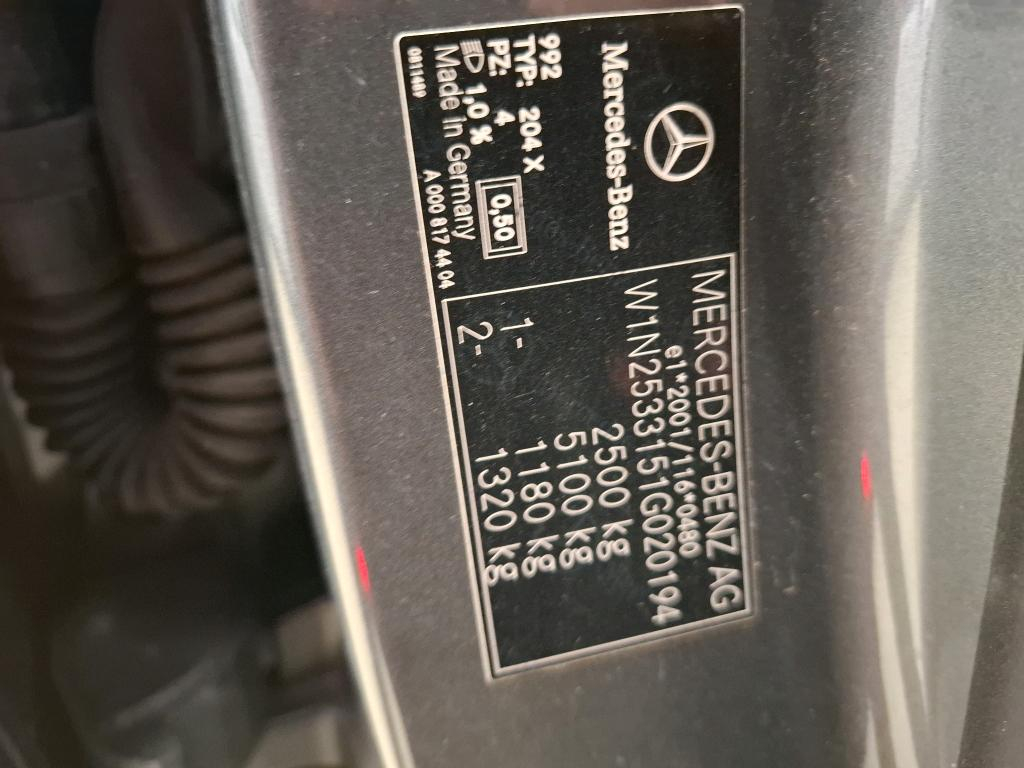 Mercedes-Benz
992
TYP: 204 X
PZ: 4
1,0 %
0,50
Made in Germany
A 000 817 44 04
MERCEDES-BENZ AG
e1*2001/116*0480
W1N2533151G020194
2500 kg
5100 kg
1- 1180 kg
2- 1320 kg